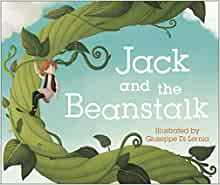 Jack
and the
Beanstalk
Illustrated by
Giuseppe Di Lernia